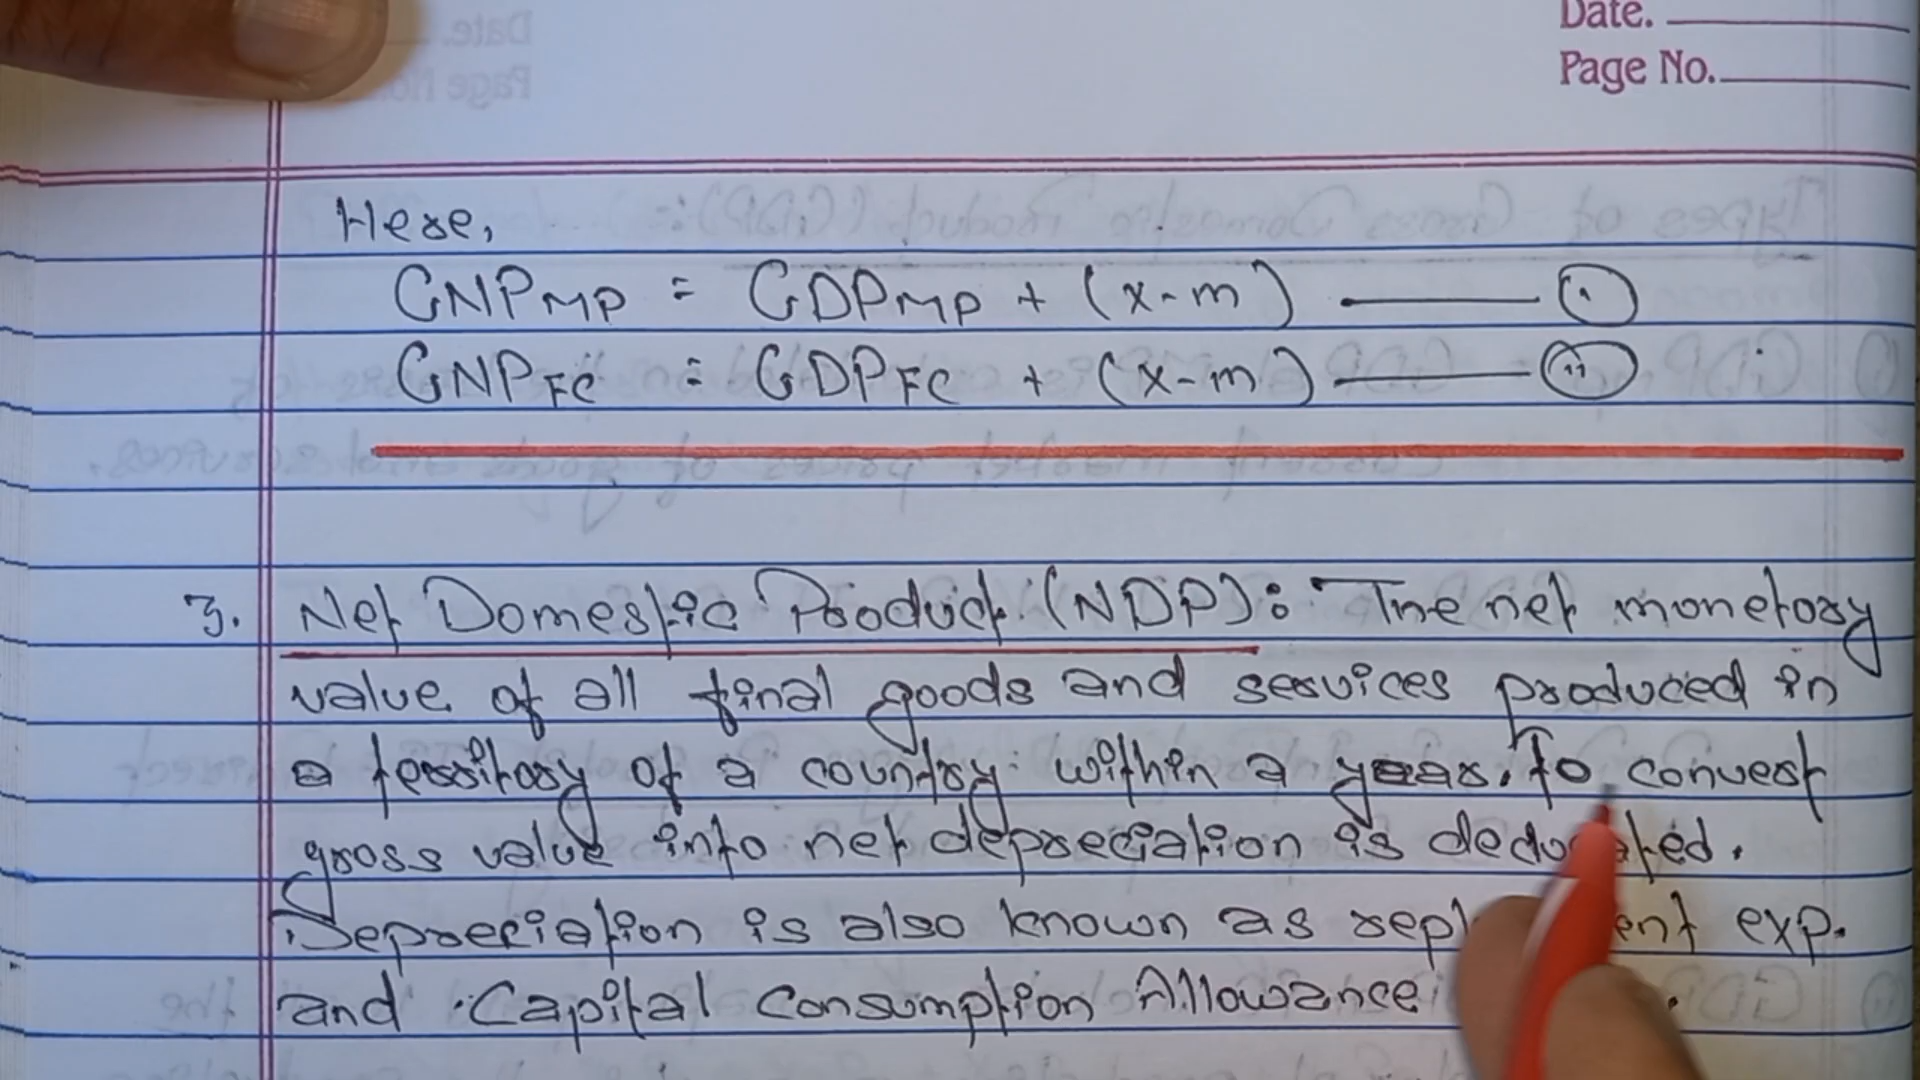 Date.
Page No.
Here,
GNPMP = GDPMP + (x-m) (i)
GNPFC = GDPFC + (x-m) (ii)
3. Net Domestic Product (NDP): The net monetory
value of all final goods and services produced in
a territory of a country within a year. To convert
gross value into net depreciation is deducated.
Depreciation is also known as exp.
and Capital Consumption Allowance